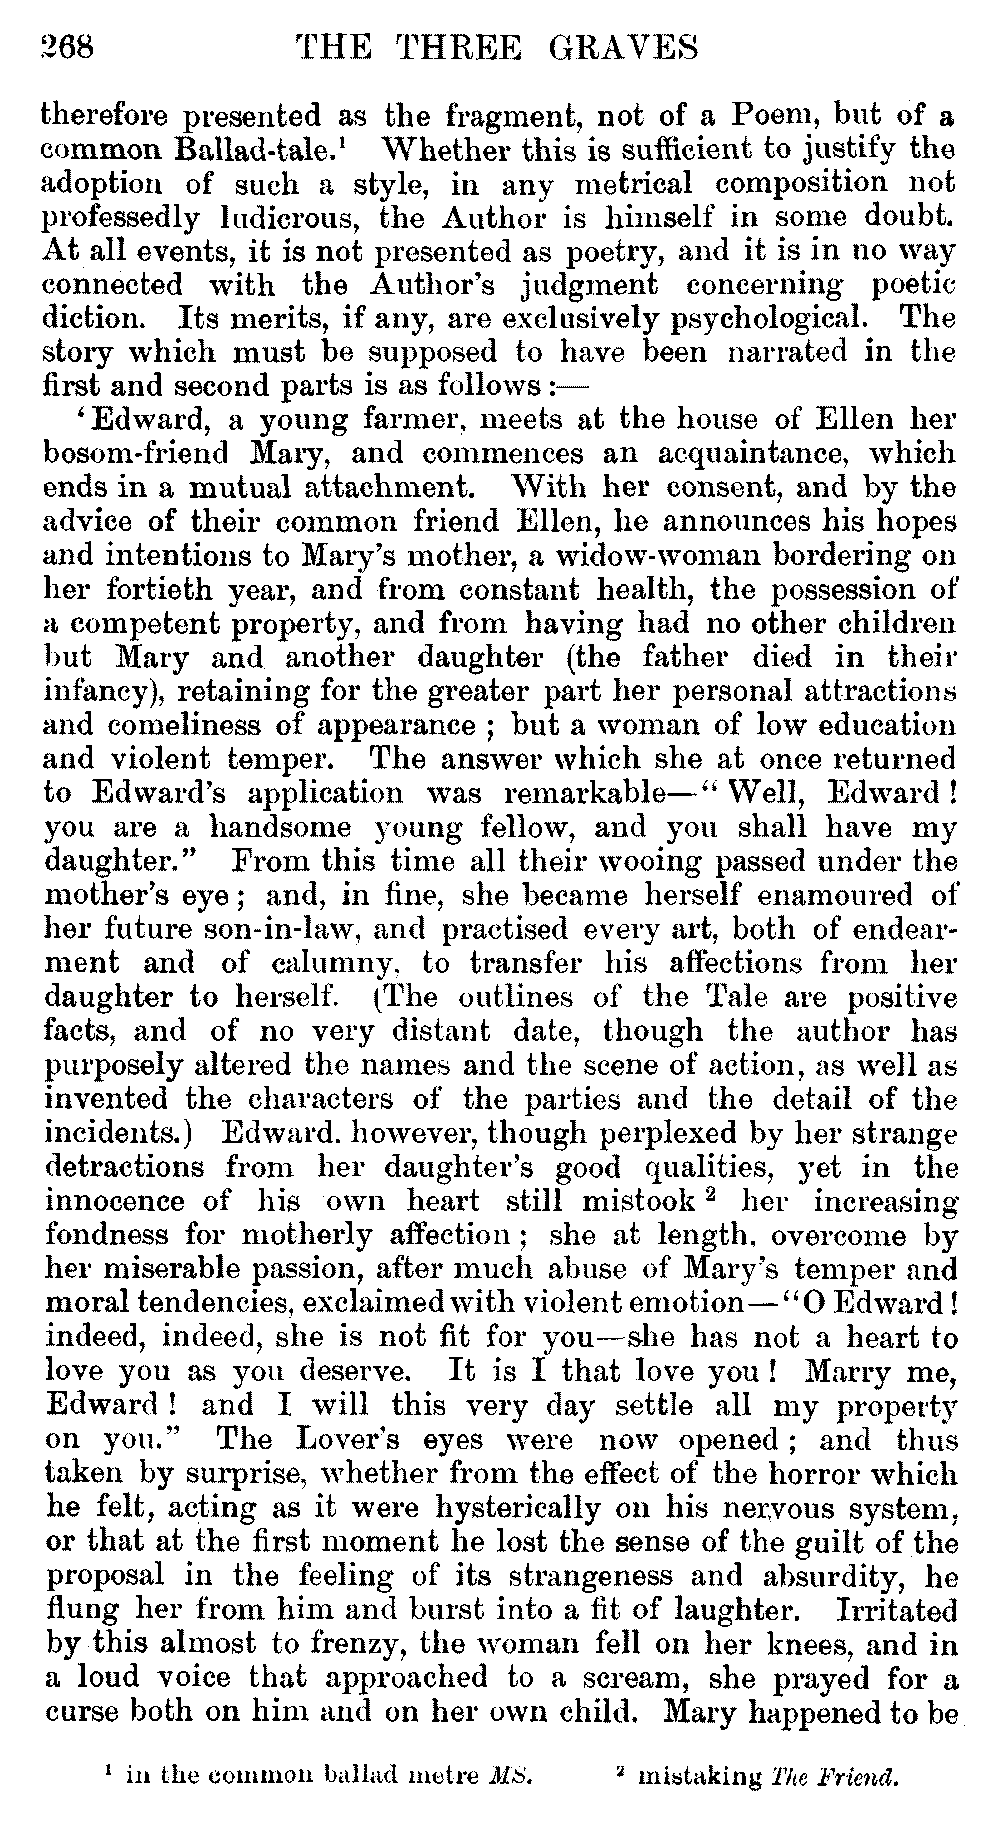 268 THE THREE GRAVES
therefore presented as the fragment, not of a Poem, but of a
common Ballad-tale.¹ Whether this is sufficient to justify the
adoption of such a style, in any metrical composition not
professedly ludicrous, the Author is himself in some doubt.
At all events, it is not presented as poetry, and it is in no way
connected with the Author's judgment concerning poetic
diction. Its merits, if any, are exclusively psychological. The
story which must be supposed to have been narrated in the
first and second parts is as follows :—
‘Edward, a young farmer, meets at the house of Ellen her
bosom-friend Mary, and commences an acquaintance, which
ends in a mutual attachment. With her consent, and by the
advice of their common friend Ellen, he announces his hopes
and intentions to Mary's mother, a widow-woman bordering on
her fortieth year, and from constant health, the possession of
a competent property, and from having had no other children
but Mary and another daughter (the father died in their
infancy), retaining for the greater part her personal attractions
and comeliness of appearance ; but a woman of low education
and violent temper. The answer which she at once returned
to Edward's application was remarkable—“ Well, Edward !
you are a handsome young fellow, and you shall have my
daughter.” From this time all their wooing passed under the
mother's eye ; and, in fine, she became herself enamoured of
her future son-in-law, and practised every art, both of endear-
ment and of calumny, to transfer his affections from her
daughter to herself. (The outlines of the Tale are positive
facts, and of no very distant date, though the author has
purposely altered the names and the scene of action, as well as
invented the characters of the parties and the detail of the
incidents.) Edward, however, though perplexed by her strange
detractions from her daughter's good qualities, yet in the
innocence of his own heart still mistook ² her increasing
fondness for motherly affection ; she at length, overcome by
her miserable passion, after much abuse of Mary's temper and
moral tendencies, exclaimed with violent emotion—“O Edward !
indeed, indeed, she is not fit for you—she has not a heart to
love you as you deserve. It is I that love you ! Marry me,
Edward ! and I will this very day settle all my property
on you.” The Lover's eyes were now opened ; and thus
taken by surprise, whether from the effect of the horror which
he felt, acting as it were hysterically on his nervous system,
or that at the first moment he lost the sense of the guilt of the
proposal in the feeling of its strangeness and absurdity, he
flung her from him and burst into a fit of laughter. Irritated
by this almost to frenzy, the woman fell on her knees, and in
a loud voice that approached to a scream, she prayed for a
curse both on him and on her own child. Mary happened to be
¹ in the common ballad metre MS. ² mistaking The Friend.